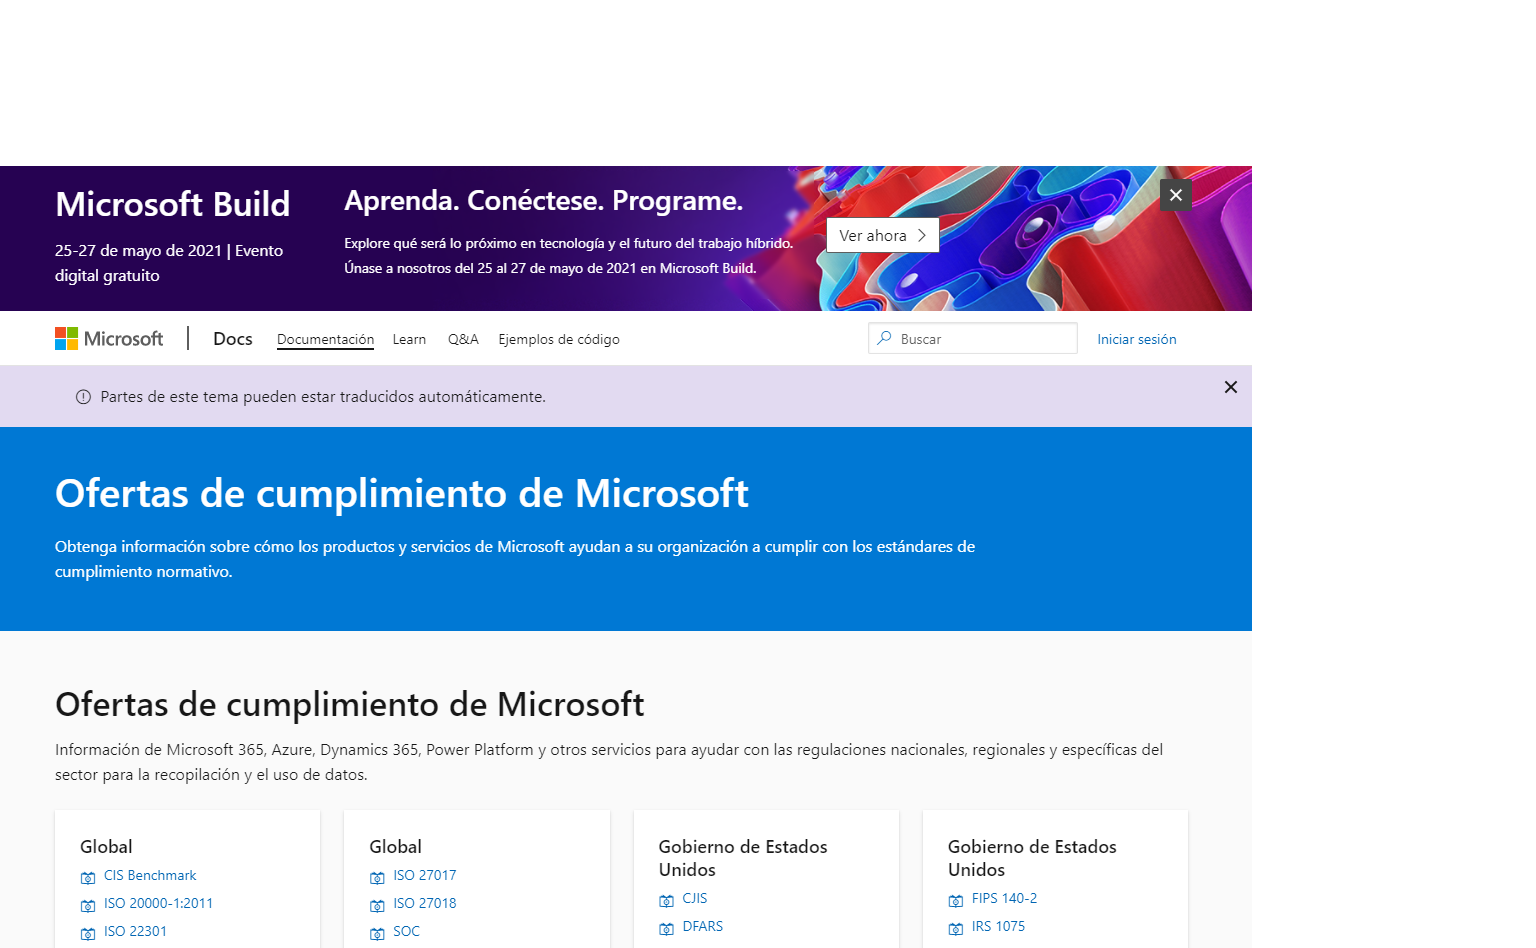 Microsoft Build
25-27 de mayo de 2021 | Evento
digital gratuito
Aprenda. Conéctese. Programe.
Explore qué será lo próximo en tecnología y el futuro del trabajo híbrido.
Únase a nosotros del 25 al 27 de mayo de 2021 en Microsoft Build.
Ver ahora
Microsoft Docs Documentación Learn Q&A Ejemplos de código Buscar Iniciar sesión
Partes de este tema pueden estar traducidos automáticamente.
Ofertas de cumplimiento de Microsoft
Obtenga información sobre cómo los productos y servicios de Microsoft ayudan a su organización a cumplir con los estándares de
cumplimiento normativo.
Ofertas de cumplimiento de Microsoft
Información de Microsoft 365, Azure, Dynamics 365, Power Platform y otros servicios para ayudar con las regulaciones nacionales, regionales y específicas del
sector para la recopilación y el uso de datos.
Global
CIS Benchmark
ISO 20000-1:2011
ISO 22301
Global
ISO 27017
ISO 27018
SOC
Gobierno de Estados
Unidos
CJIS
DFARS
Gobierno de Estados
Unidos
FIPS 140-2
IRS 1075